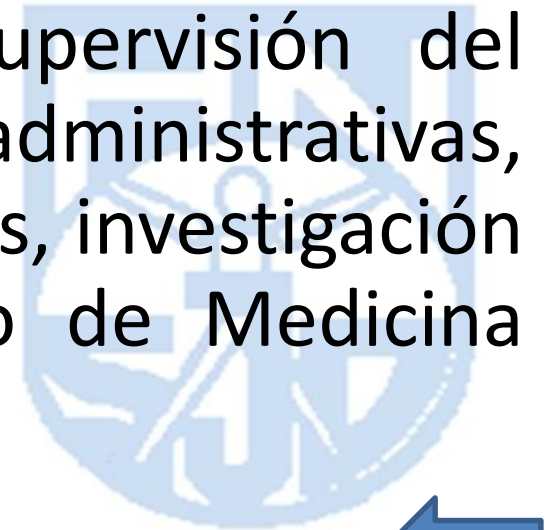 upervisión del
administrativas,
s, investigación
o de Medicina